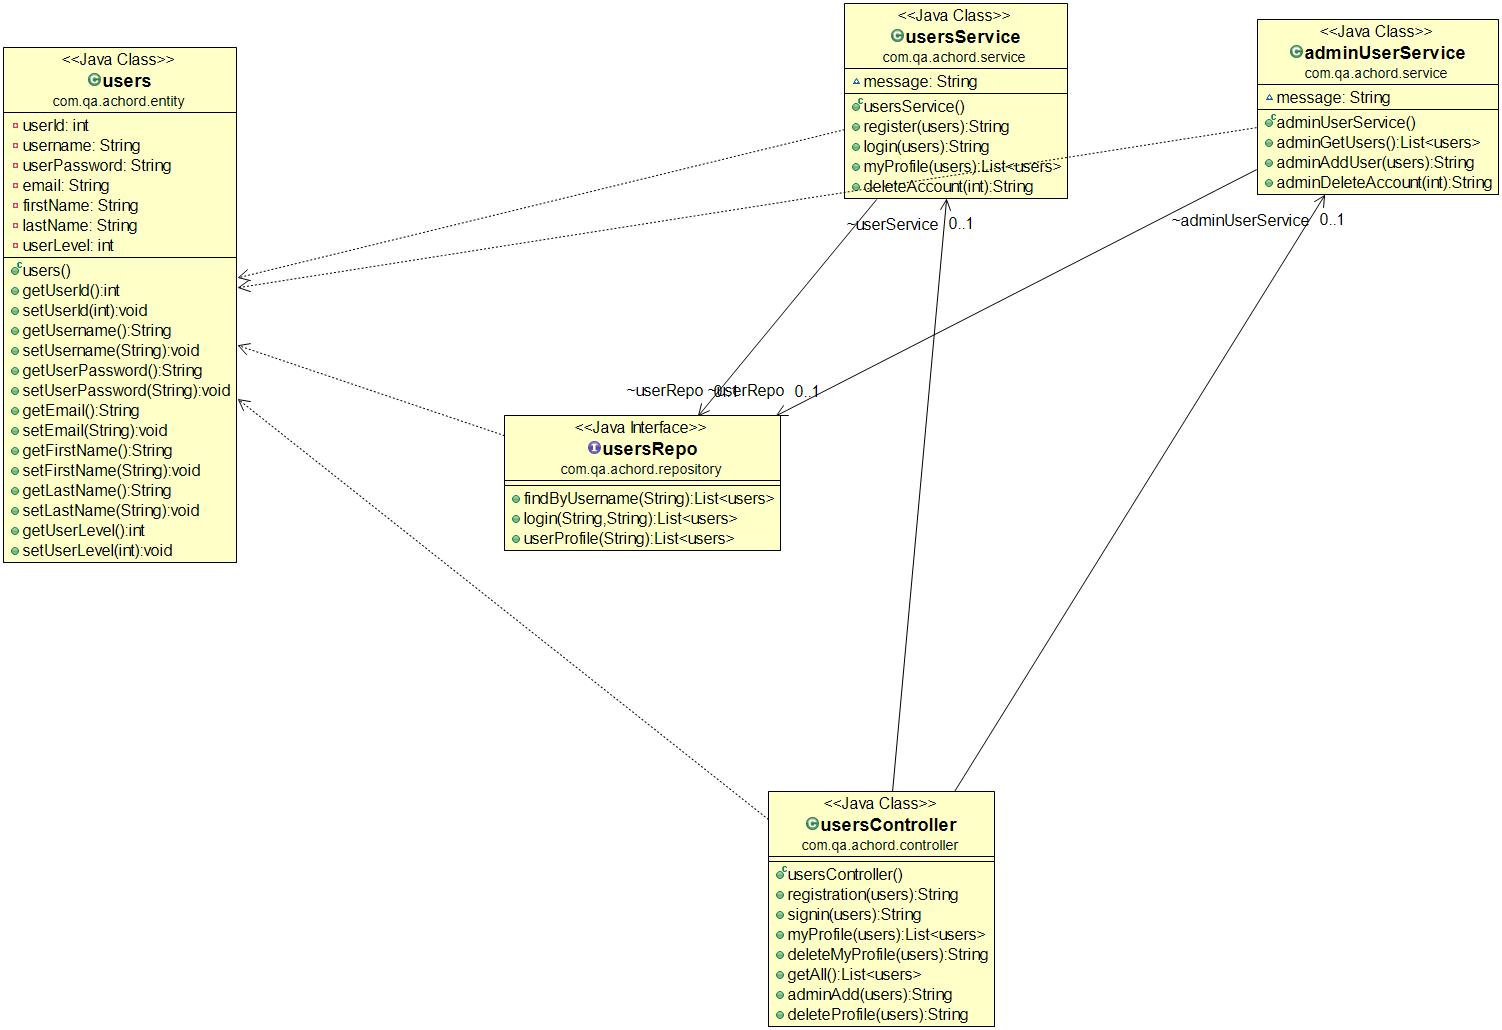 <<Java Class>>
users
com.qa.achord.entity
userId: int
username: String
userPassword: String
email: String
firstName: String
lastName: String
userLevel: int
users()
getUserId():int
setUserId(int):void
getUsername():String
setUsername(String):void
getUserPassword():String
setUserPassword(String):void
getEmail():String
setEmail(String):void
getFirstName():String
setFirstName(String):void
getLastName():String
setLastName(String):void
getUserLevel():int
setUserLevel(int):void
<<Java Class>>
usersService
com.qa.achord.service
message: String
usersService()
register(users):String
login(users):String
myProfile(users):List<users>
deleteAccount(int):String
<<Java Class>>
adminUserService
com.qa.achord.service
message: String
adminUserService()
adminGetUsers():List<users>
adminAddUser(users):String
adminDeleteAccount(int):String
~userService 0..1
~adminUserService 0..1
~userRepo 0..1
~userRepo 0..1
<<Java Interface>>
usersRepo
com.qa.achord.repository
findByUsername(String):List<users>
login(String,String):List<users>
userProfile(String):List<users>
<<Java Class>>
usersController
com.qa.achord.controller
usersController()
registration(users):String
signin(users):String
myProfile(users):List<users>
deleteMyProfile(users):String
getAll():List<users>
adminAdd(users):String
deleteProfile(users):String